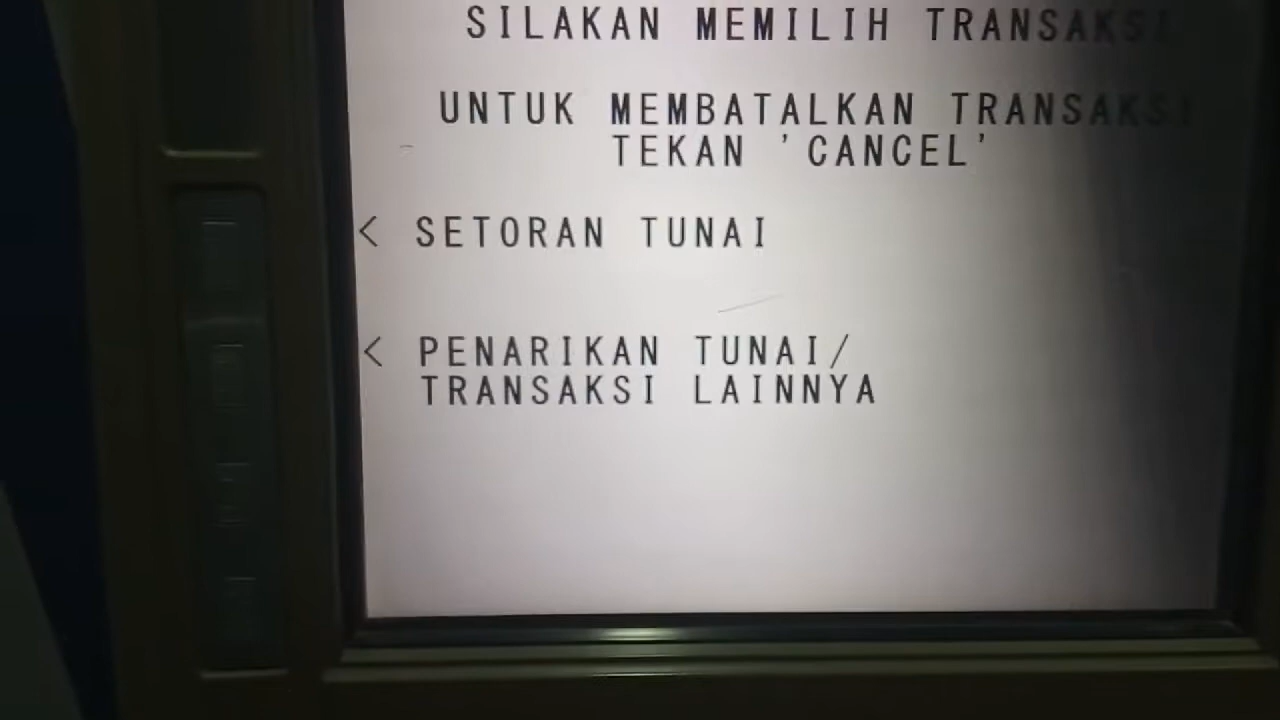 SILAKAN MEMILIH TRANSAKSI
UNTUK MEMBATALKAN TRANSAKSI
TEKAN 'CANCEL'
< SETORAN TUNAI
< PENARIKAN TUNAI/
TRANSAKSI LAINNYA